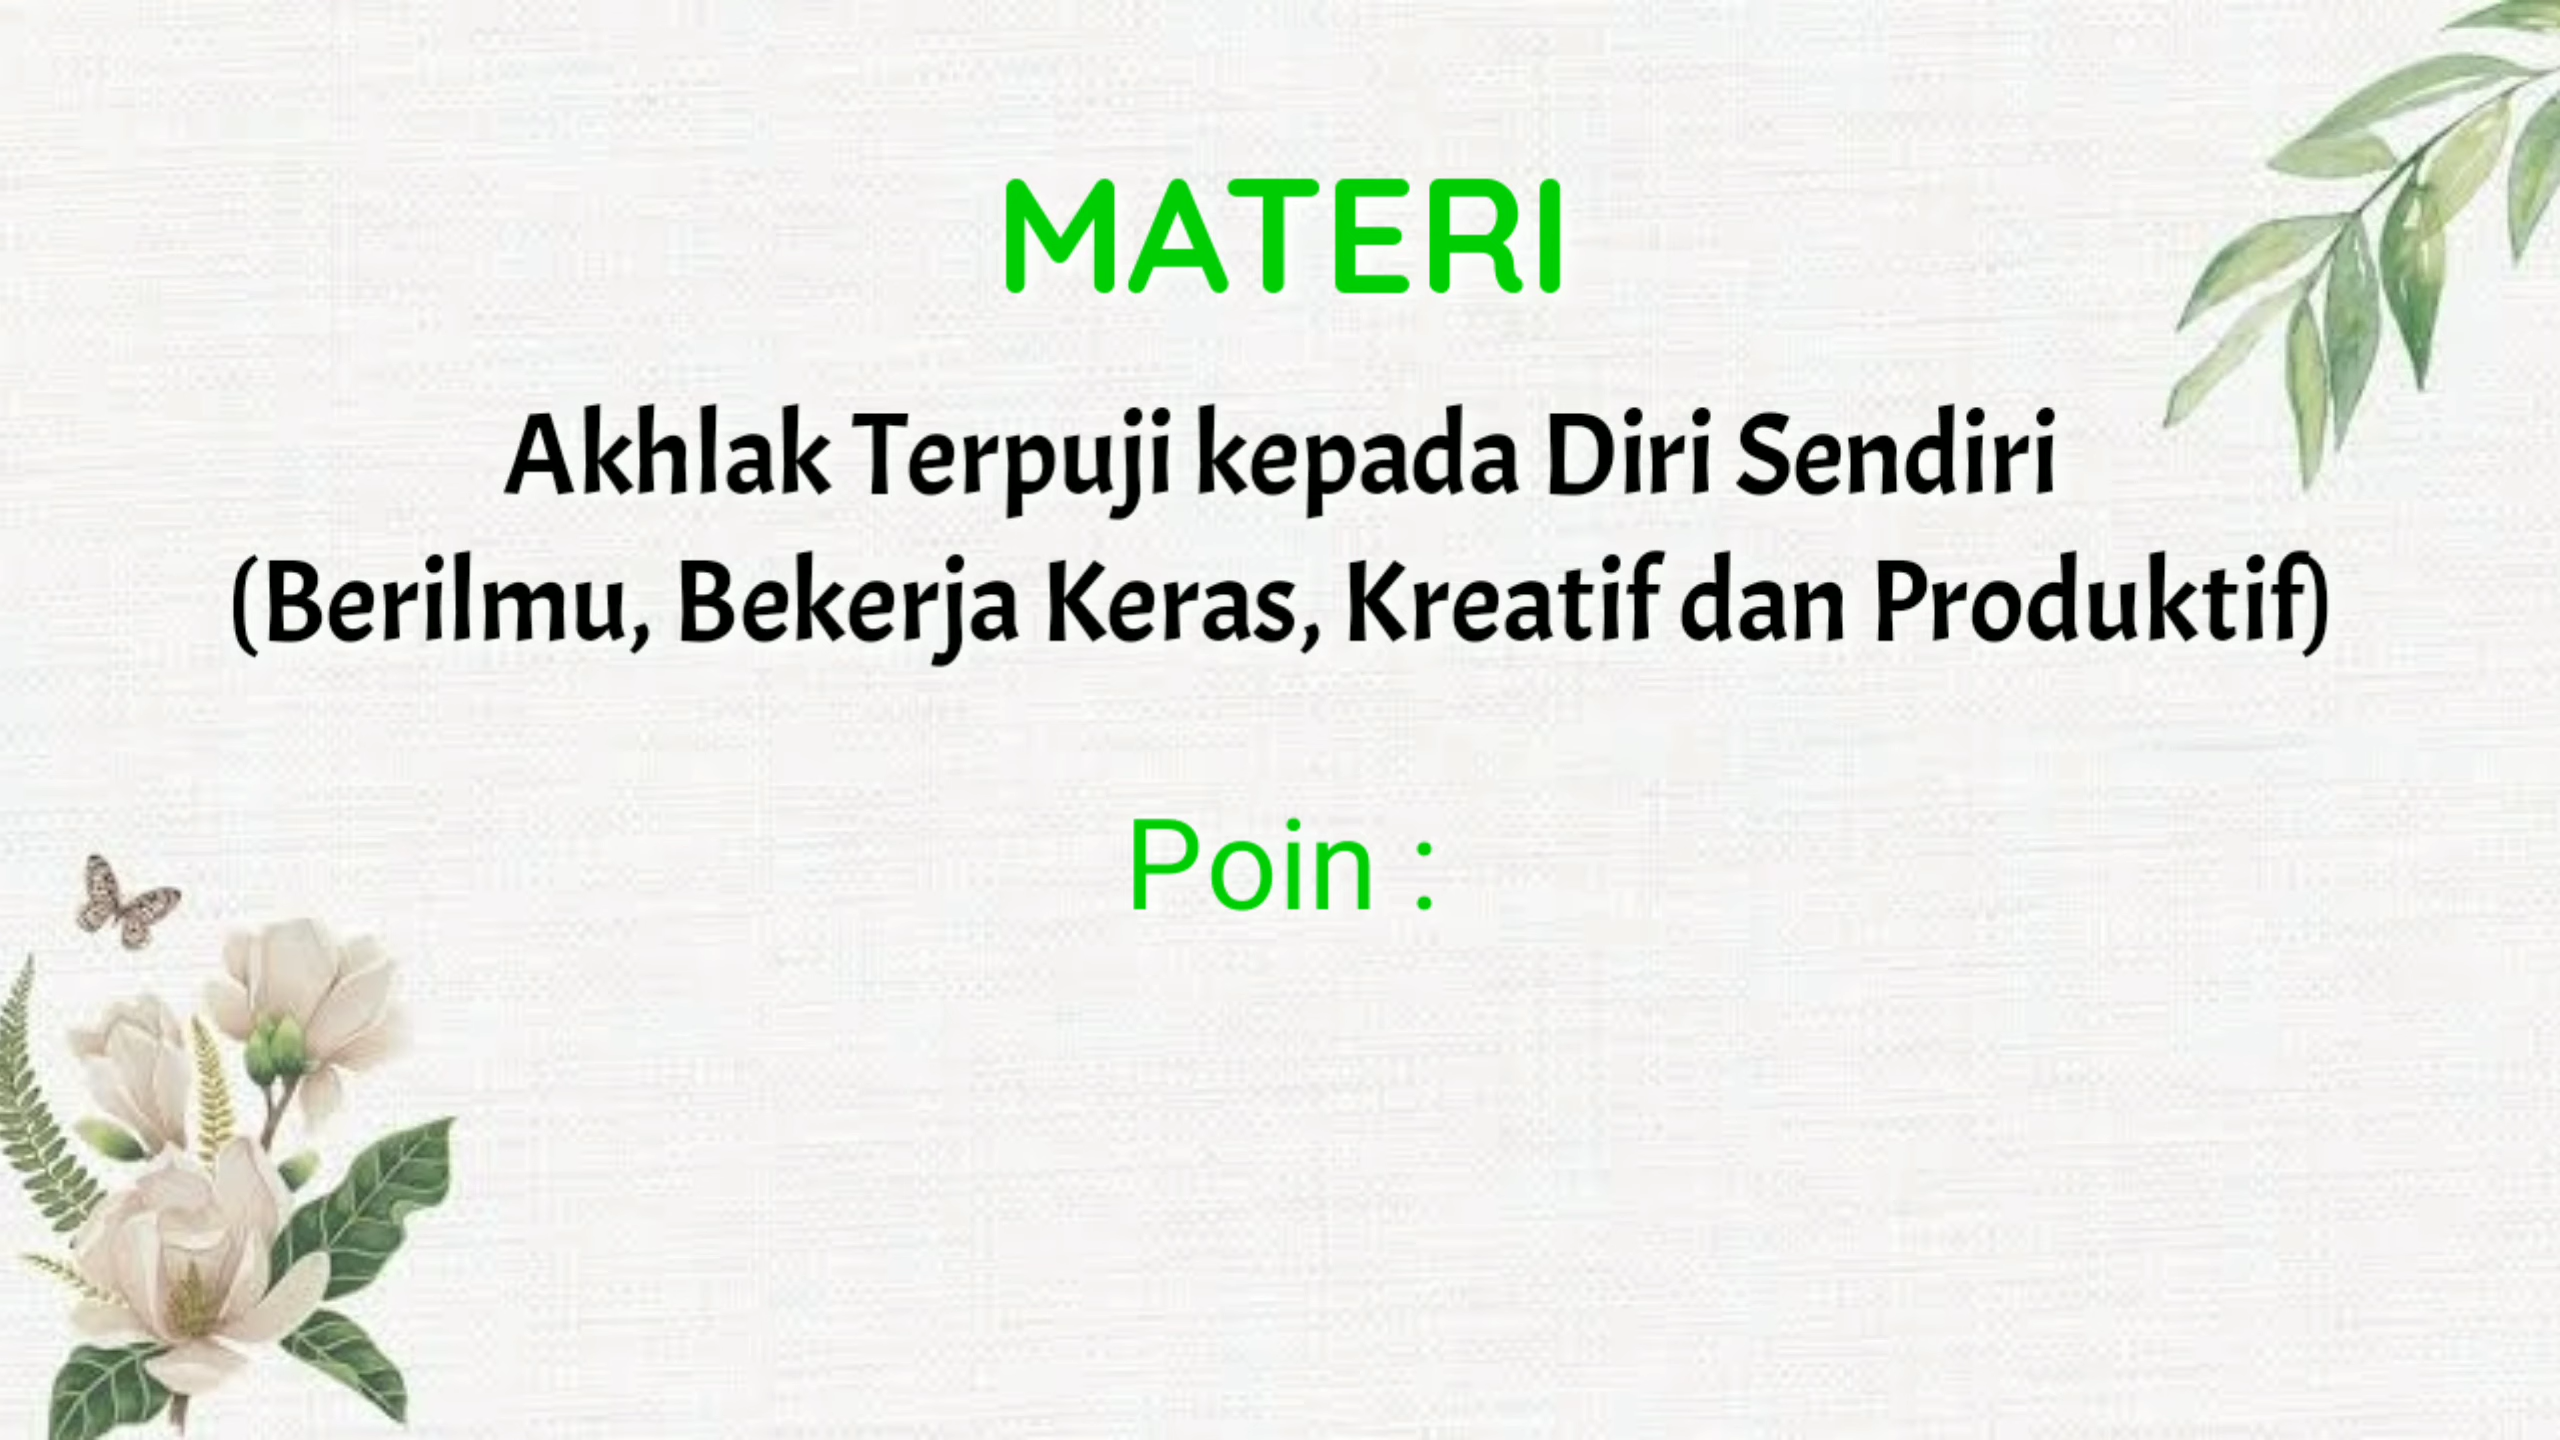 MATERI
Akhlak Terpuji kepada Diri Sendiri
(Berilmu, Bekerja Keras, Kreatif dan Produktif)
Poin :